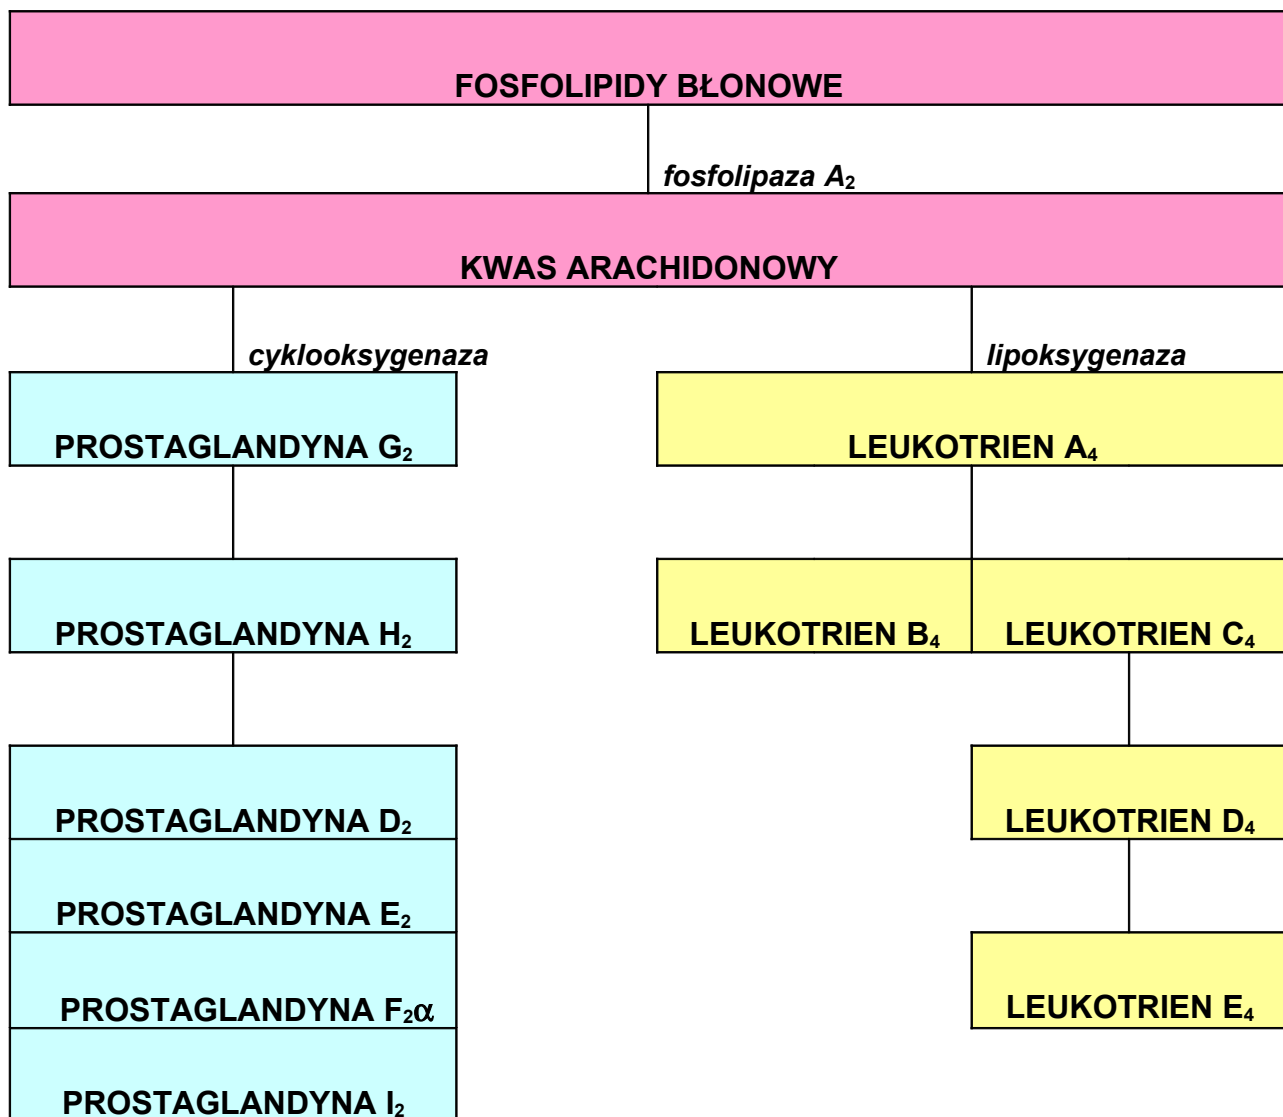 FOSFOLIPIDY BŁONOWE
fosfolipaza A₂
KWAS ARACHIDONOWY
cyklooksygenaza
lipoksygenaza
PROSTAGLANDYNA G₂
LEUKOTRIEN A₄
PROSTAGLANDYNA H₂
LEUKOTRIEN B₄
LEUKOTRIEN C₄
PROSTAGLANDYNA D₂
LEUKOTRIEN D₄
PROSTAGLANDYNA E₂
PROSTAGLANDYNA F₂α
LEUKOTRIEN E₄
PROSTAGLANDYNA I₂